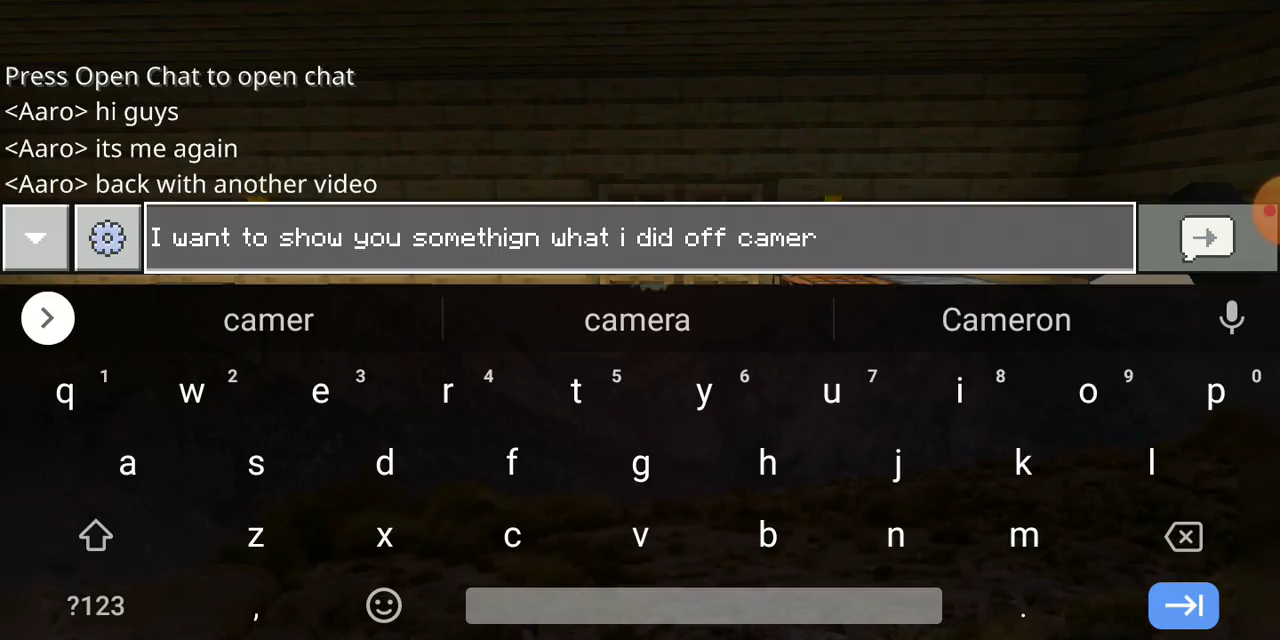 Press Open Chat to open chat
<Aaro> hi guys
<Aaro> its me again
<Aaro> back with another video
I want to show you somethign what i did off camer
camer camera Cameron
q 1 w 2 e 3 r 4 t 5 y 6 u 7 i 8 o 9 p 0
a s d f g h j k l
z x c v b n m
?123 , .